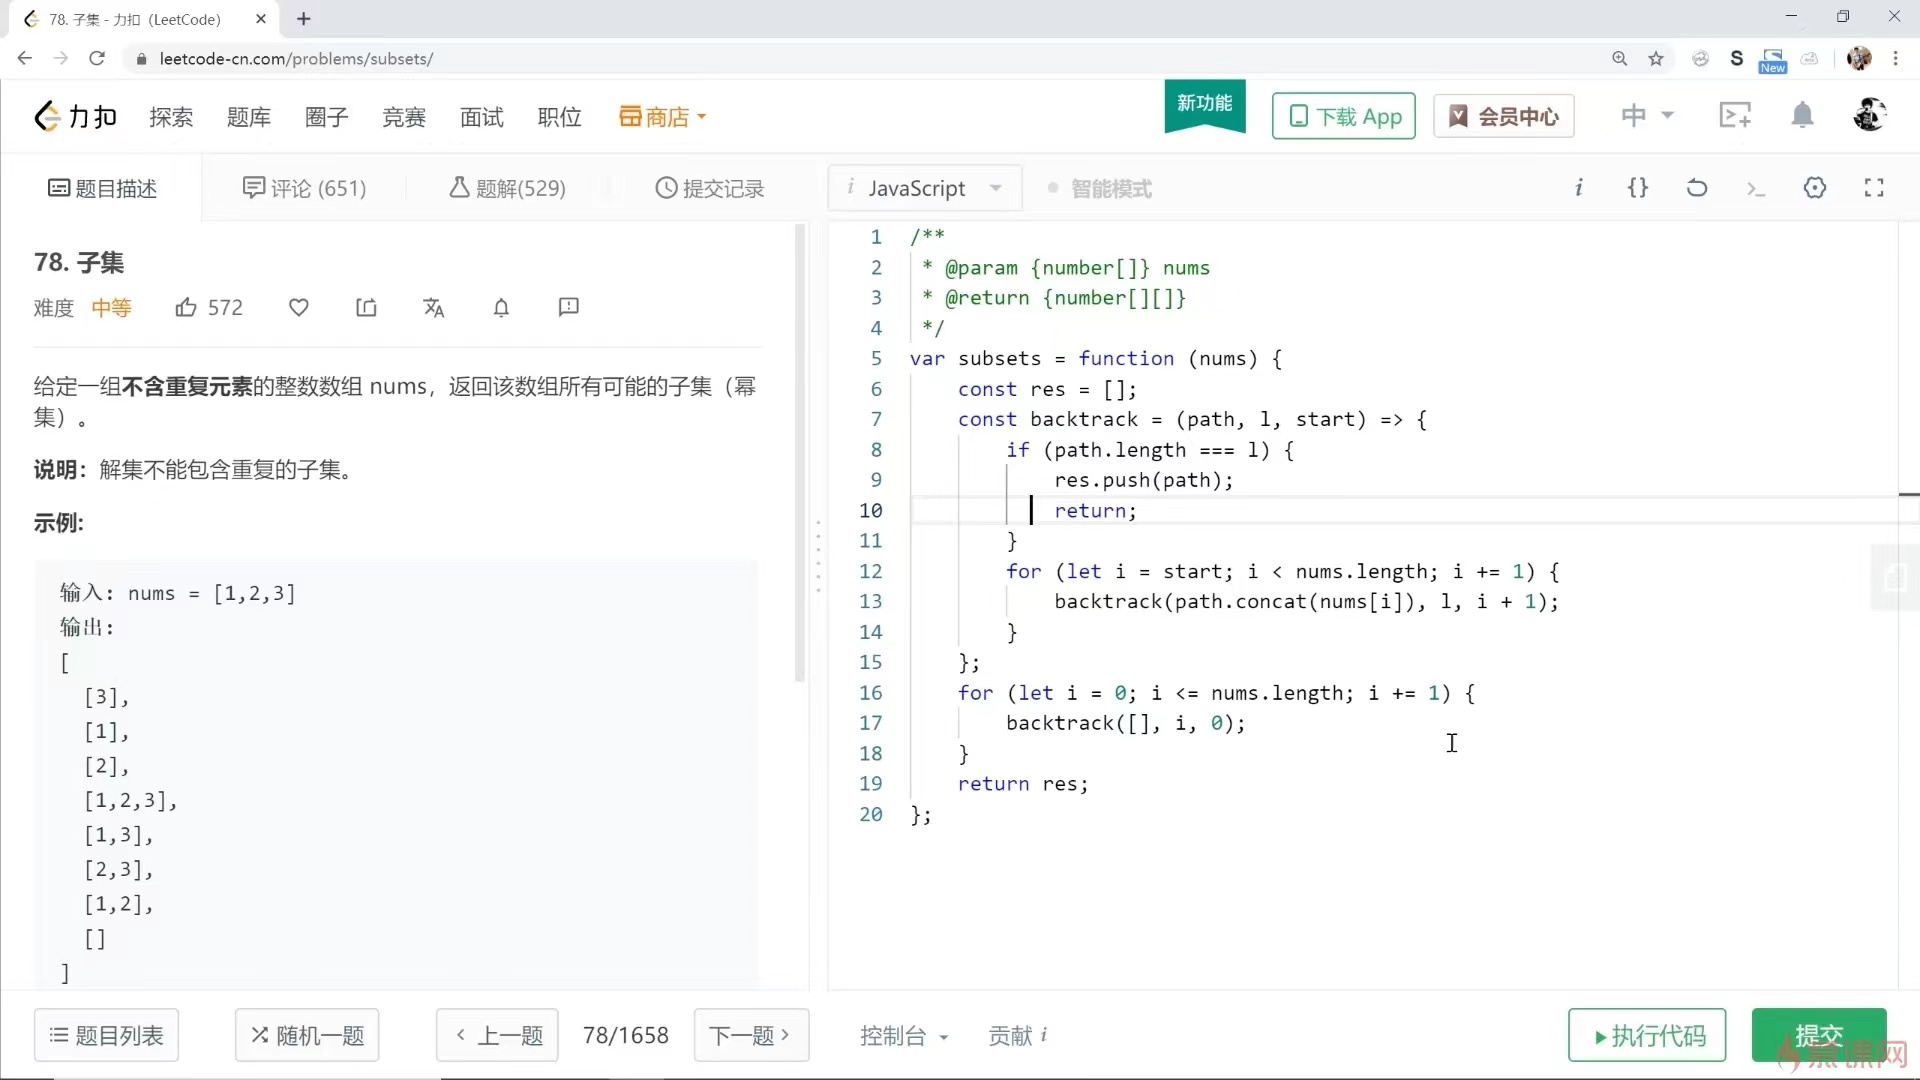 78. 子集 - 力扣（LeetCode）
leetcode-cn.com/problems/subsets/
S
New
力扣 探索 题库 圈子 竞赛 面试 职位 商店 新功能 下载 App 会员中心 中
题目描述 评论 (651) 题解(529) 提交记录
78. 子集
难度 中等 572
给定一组不含重复元素的整数数组 nums，返回该数组所有可能的子集（幂
集）。
说明：解集不能包含重复的子集。
示例:
输入: nums = [1,2,3]
输出:
[
[3],
[1],
[2],
[1,2,3],
[1,3],
[2,3],
[1,2],
[]
]
i JavaScript 智能模式 i {} >_
1 /**
2 * @param {number[]} nums
3 * @return {number[][]}
4 */
5 var subsets = function (nums) {
6 const res = [];
7 const backtrack = (path, l, start) => {
8 if (path.length === l) {
9 res.push(path);
10 return;
11 }
12 for (let i = start; i < nums.length; i += 1) {
13 backtrack(path.concat(nums[i]), l, i + 1);
14 }
15 };
16 for (let i = 0; i <= nums.length; i += 1) {
17 backtrack([], i, 0);
18 }
19 return res;
20 };
题目列表 随机一题 上一题 78/1658 下一题 控制台 贡献 i 执行代码 提交
慕课网